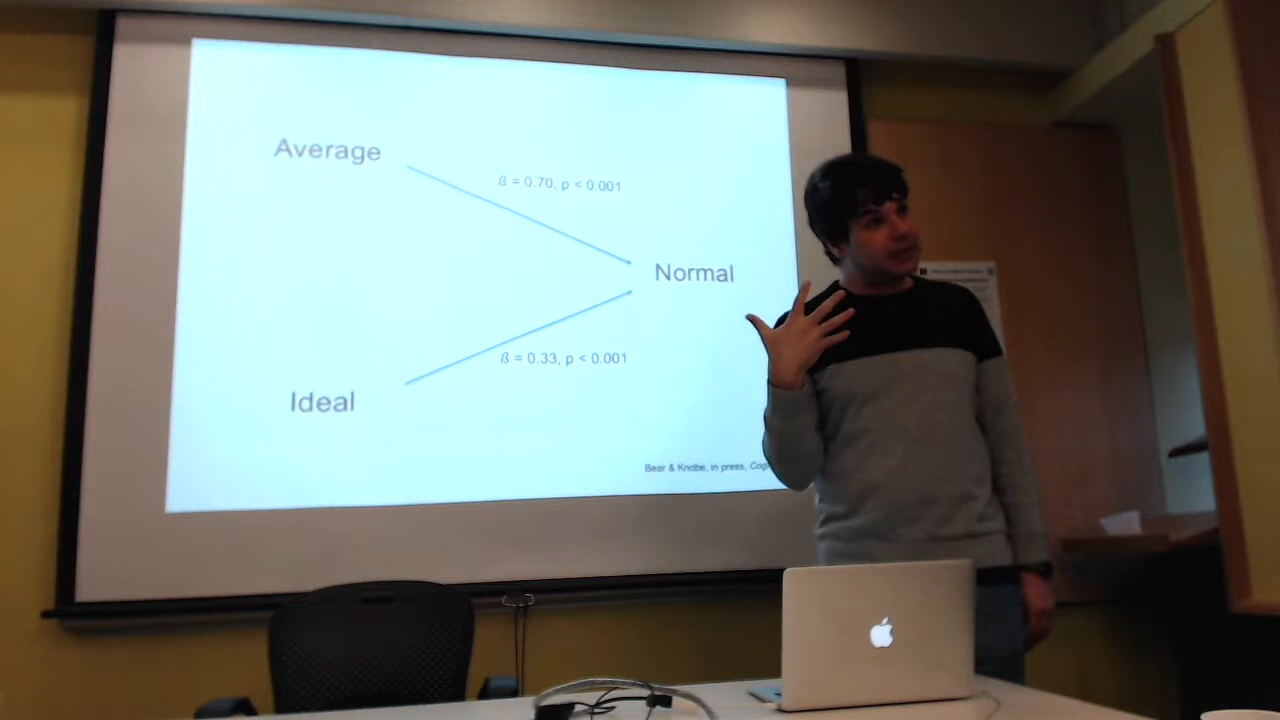 Average
ß = 0.70, p < 0.001
Normal
ß = 0.33, p < 0.001
Ideal
Bear & Knobe, in press, Cog